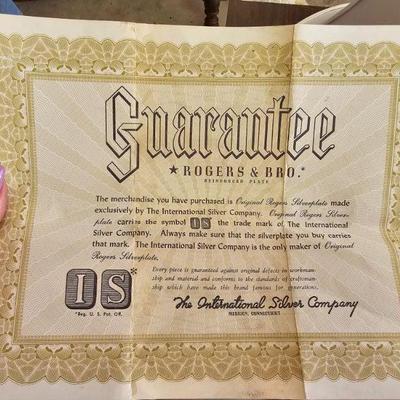 Guarantee
★ ROGERS & BRO.*
REINFORCED PLATE
The merchandise you have purchased is Original Rogers Silverplate made
exclusively by The International Silver Company. Original Rogers Silver-
plate carries the symbol IS the trade mark of The International
Silver Company. Always make sure that the silverplate you buy carries
that mark. The International Silver Company is the only maker of Original
Rogers Silverplate.
IS*
*Reg. U. S. Pat. Off.
Every piece is guaranteed against original defects in workman-
ship and material and conforms to the standards of craftsman-
ship which have made this brand famous for generations.
The International Silver Company
MERIDEN, CONNECTICUT